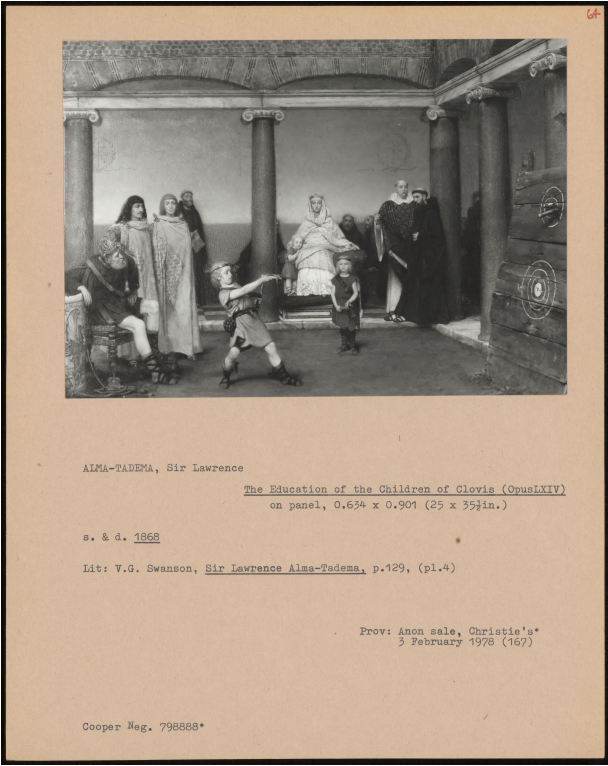 64
ALMA-TADEMA, Sir Lawrence
The Education of the Children of Clovis (OpusLXIV)
on panel, 0.634 x 0.901 (25 x 35½in.)
s. & d. 1868
Lit: V.G. Swanson, Sir Lawrence Alma-Tadema, p.129, (pl.4)
Prov: Anon sale, Christie's*
3 February 1978 (167)
Cooper Neg. 798888*